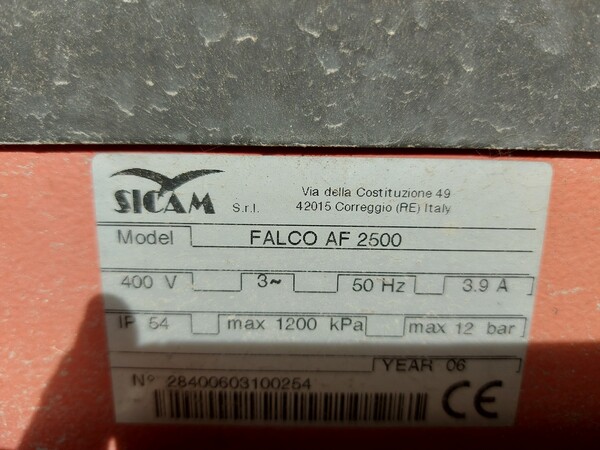 SICAM S.r.l.
Via della Costituzione 49
42015 Correggio (RE) Italy
Model FALCO AF 2500
400 V 3~ 50 Hz 3.9 A
IP 54 max 1200 kPa max 12 bar
YEAR 06
N° 28400603100254
CE